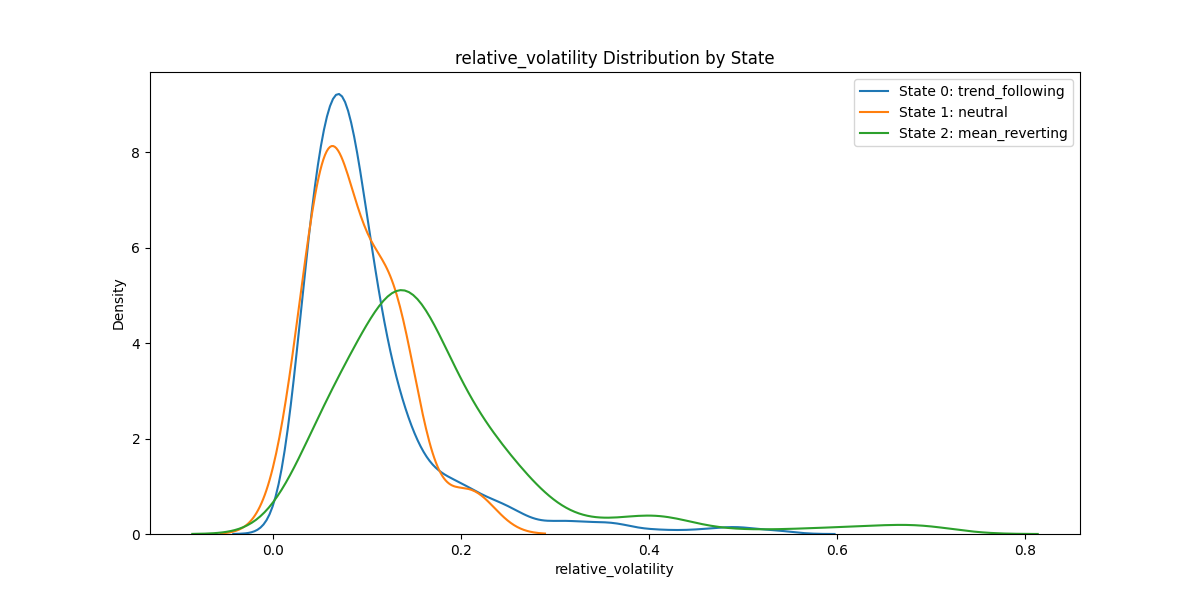 relative_volatility Distribution by State
State 0: trend_following
State 1: neutral
State 2: mean_reverting
Density
8
6
4
2
0
0.0 0.2 0.4 0.6 0.8
relative_volatility